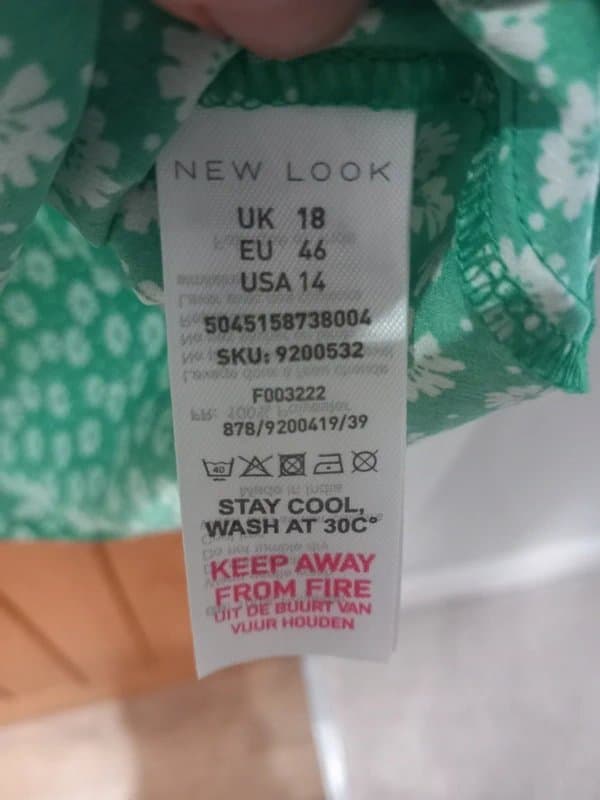 NEW LOOK
UK 18
EU 46
USA 14
5045158738004
SKU: 9200532
F003222
878/9200419/39
40
STAY COOL,
WASH AT 30C°
KEEP AWAY
FROM FIRE
UIT DE BUURT VAN
VUUR HOUDEN